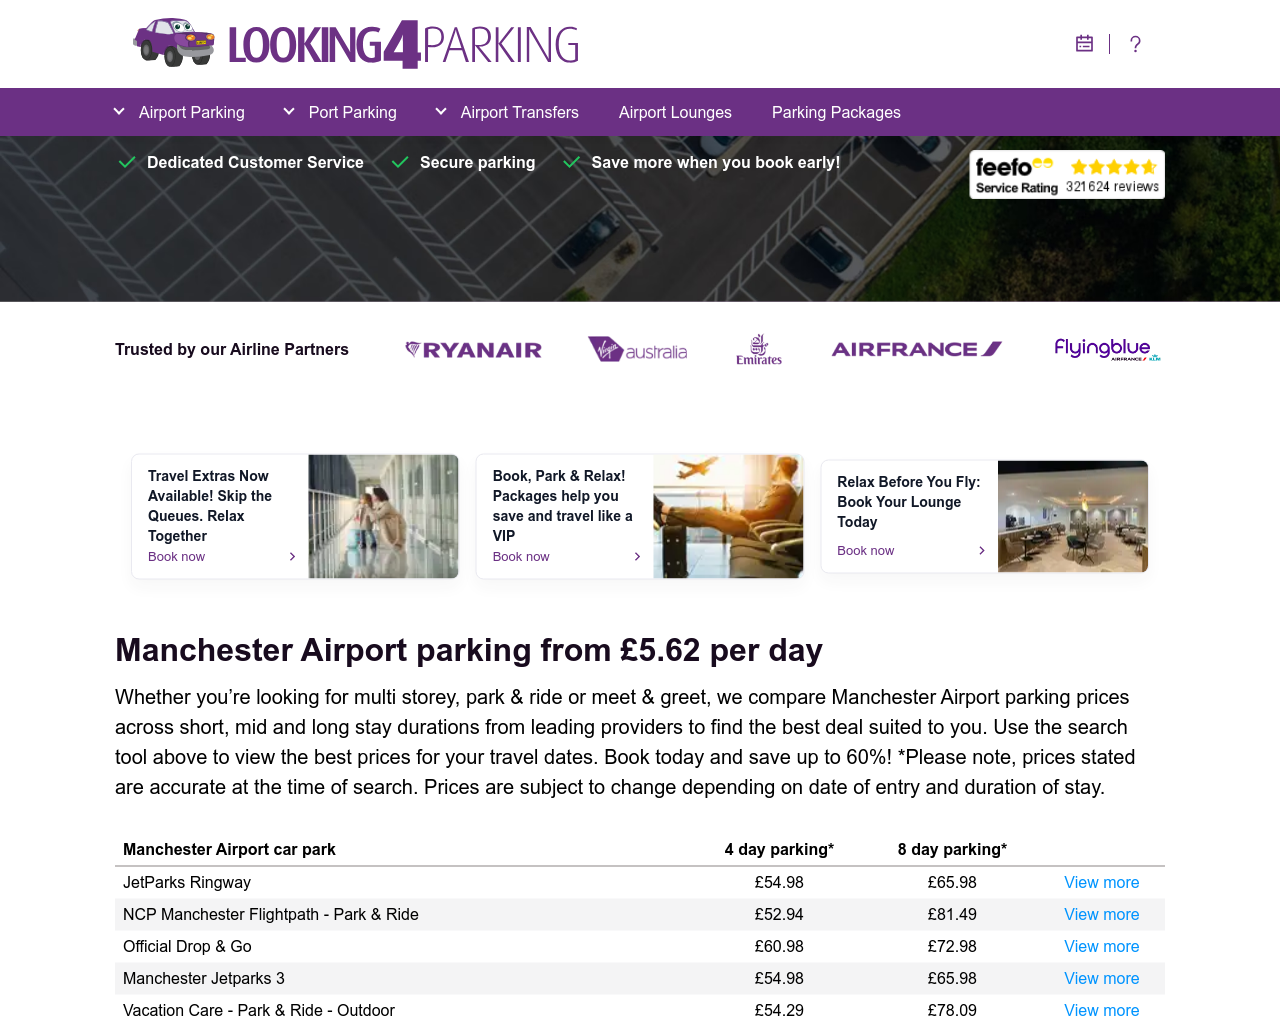 LOOKING4PARKING
Airport Parking
Port Parking
Airport Transfers
Airport Lounges
Parking Packages
Dedicated Customer Service
Secure parking
Save more when you book early!
feefo
Service Rating
321624 reviews
Trusted by our Airline Partners
RYANAIR
Virgin australia
Emirates
AIRFRANCE
Flyingblue
AIRFRANCE KLM
Travel Extras Now
Available! Skip the
Queues. Relax
Together
Book now
Book, Park & Relax!
Packages help you
save and travel like a
VIP
Book now
Relax Before You Fly:
Book Your Lounge
Today
Book now
Manchester Airport parking from £5.62 per day
Whether you’re looking for multi storey, park & ride or meet & greet, we compare Manchester Airport parking prices
across short, mid and long stay durations from leading providers to find the best deal suited to you. Use the search
tool above to view the best prices for your travel dates. Book today and save up to 60%! *Please note, prices stated
are accurate at the time of search. Prices are subject to change depending on date of entry and duration of stay.
Manchester Airport car park 4 day parking* 8 day parking*
JetParks Ringway £54.98 £65.98 View more
NCP Manchester Flightpath - Park & Ride £52.94 £81.49 View more
Official Drop & Go £60.98 £72.98 View more
Manchester Jetparks 3 £54.98 £65.98 View more
Vacation Care - Park & Ride - Outdoor £54.29 £78.09 View more